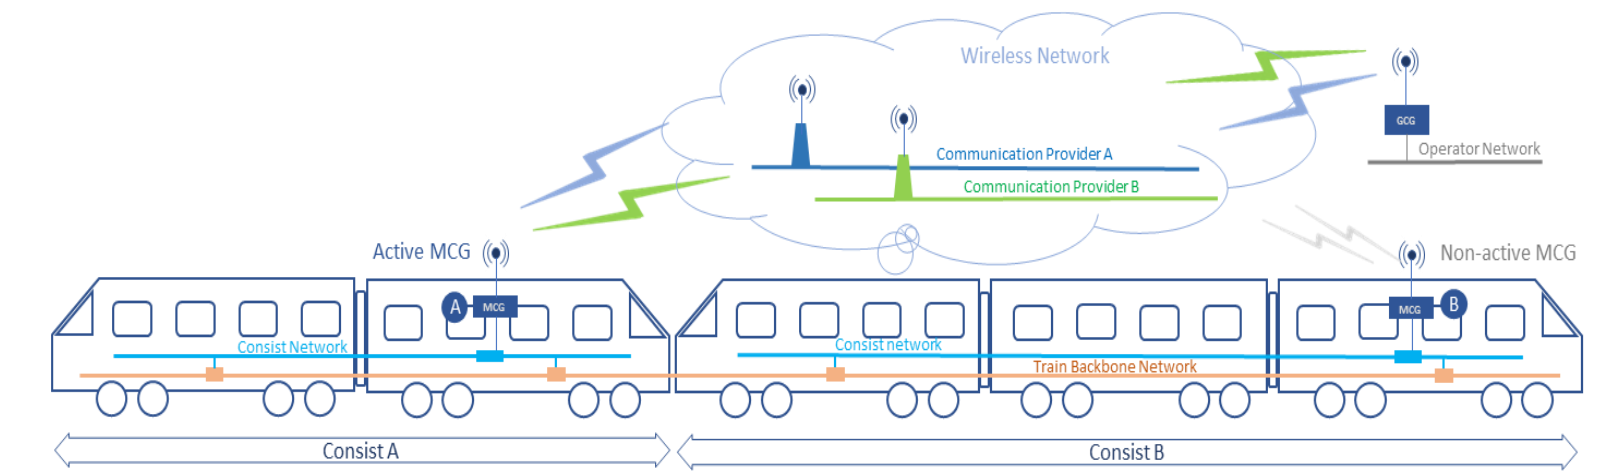 Wireless Network
GCG
Communication Provider A
Operator Network
Communication Provider B
Active MCG
Non-active MCG
A
MCG
MCG
B
Consist Network
Consist network
Train Backbone Network
Consist A
Consist B